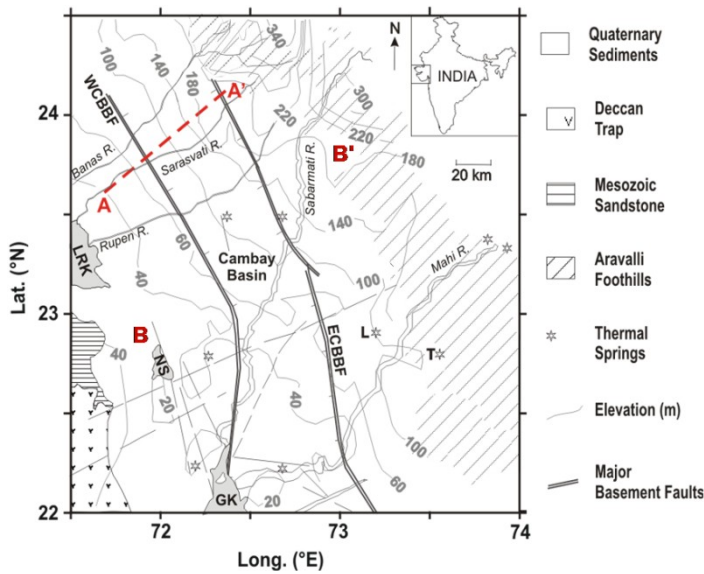 340
100
140
180
220
300
220
180
WCBBF
A'
A
B'
B
Banas R.
Sarasvati R.
Rupen R.
Sabarmati R.
Mahi R.
N
INDIA
20 km
60
40
140
100
40
20
40
100
60
20
Cambay
Basin
LRK
NS
GK
ECBBF
L
T
24
23
22
72
73
74
Lat. (°N)
Long. (°E)
Quaternary
Sediments
Deccan
Trap
Mesozoic
Sandstone
Aravalli
Foothills
Thermal
Springs
Elevation (m)
Major
Basement Faults